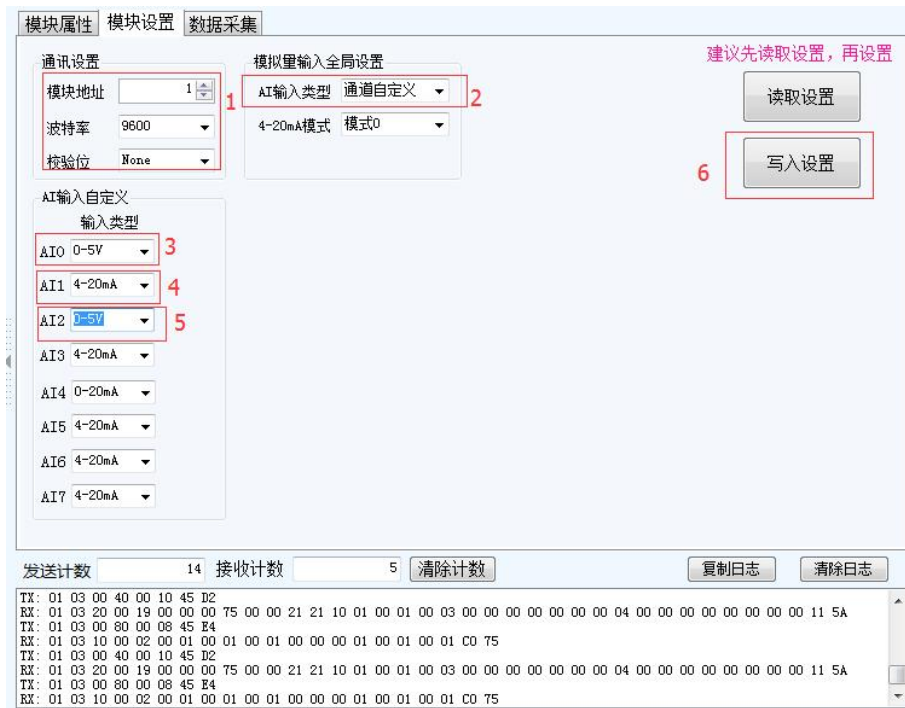 模块属性 模块设置 数据采集
建议先读取设置，再设置
通讯设置
模块地址 1
波特率 9600
校验位 None
1
模拟量输入全局设置
AI输入类型 通道自定义
2
4-20mA模式 模式0
读取设置
写入设置
6
AI输入自定义
输入类型
AI0 0-5V 3
AI1 4-20mA 4
AI2 0-5V 5
AI3 4-20mA
AI4 0-20mA
AI5 4-20mA
AI6 4-20mA
AI7 4-20mA
发送计数 14 接收计数 5 清除计数 复制日志 清除日志
TX: 01 03 00 40 00 10 45 D2
RX: 01 03 20 00 19 00 00 00 75 00 00 21 21 10 01 00 01 00 03 00 00 00 00 00 00 00 04 00 00 00 00 00 00 00 00 11 5A
TX: 01 03 00 80 00 08 45 E4
RX: 01 03 10 00 02 00 01 00 01 00 01 00 00 00 01 00 01 00 01 C0 75
TX: 01 03 00 40 00 10 45 D2
RX: 01 03 20 00 19 00 00 00 75 00 00 21 21 10 01 00 01 00 03 00 00 00 00 00 00 00 04 00 00 00 00 00 00 00 00 11 5A
TX: 01 03 00 80 00 08 45 E4
RX: 01 03 10 00 02 00 01 00 01 00 01 00 00 00 01 00 01 00 01 C0 75